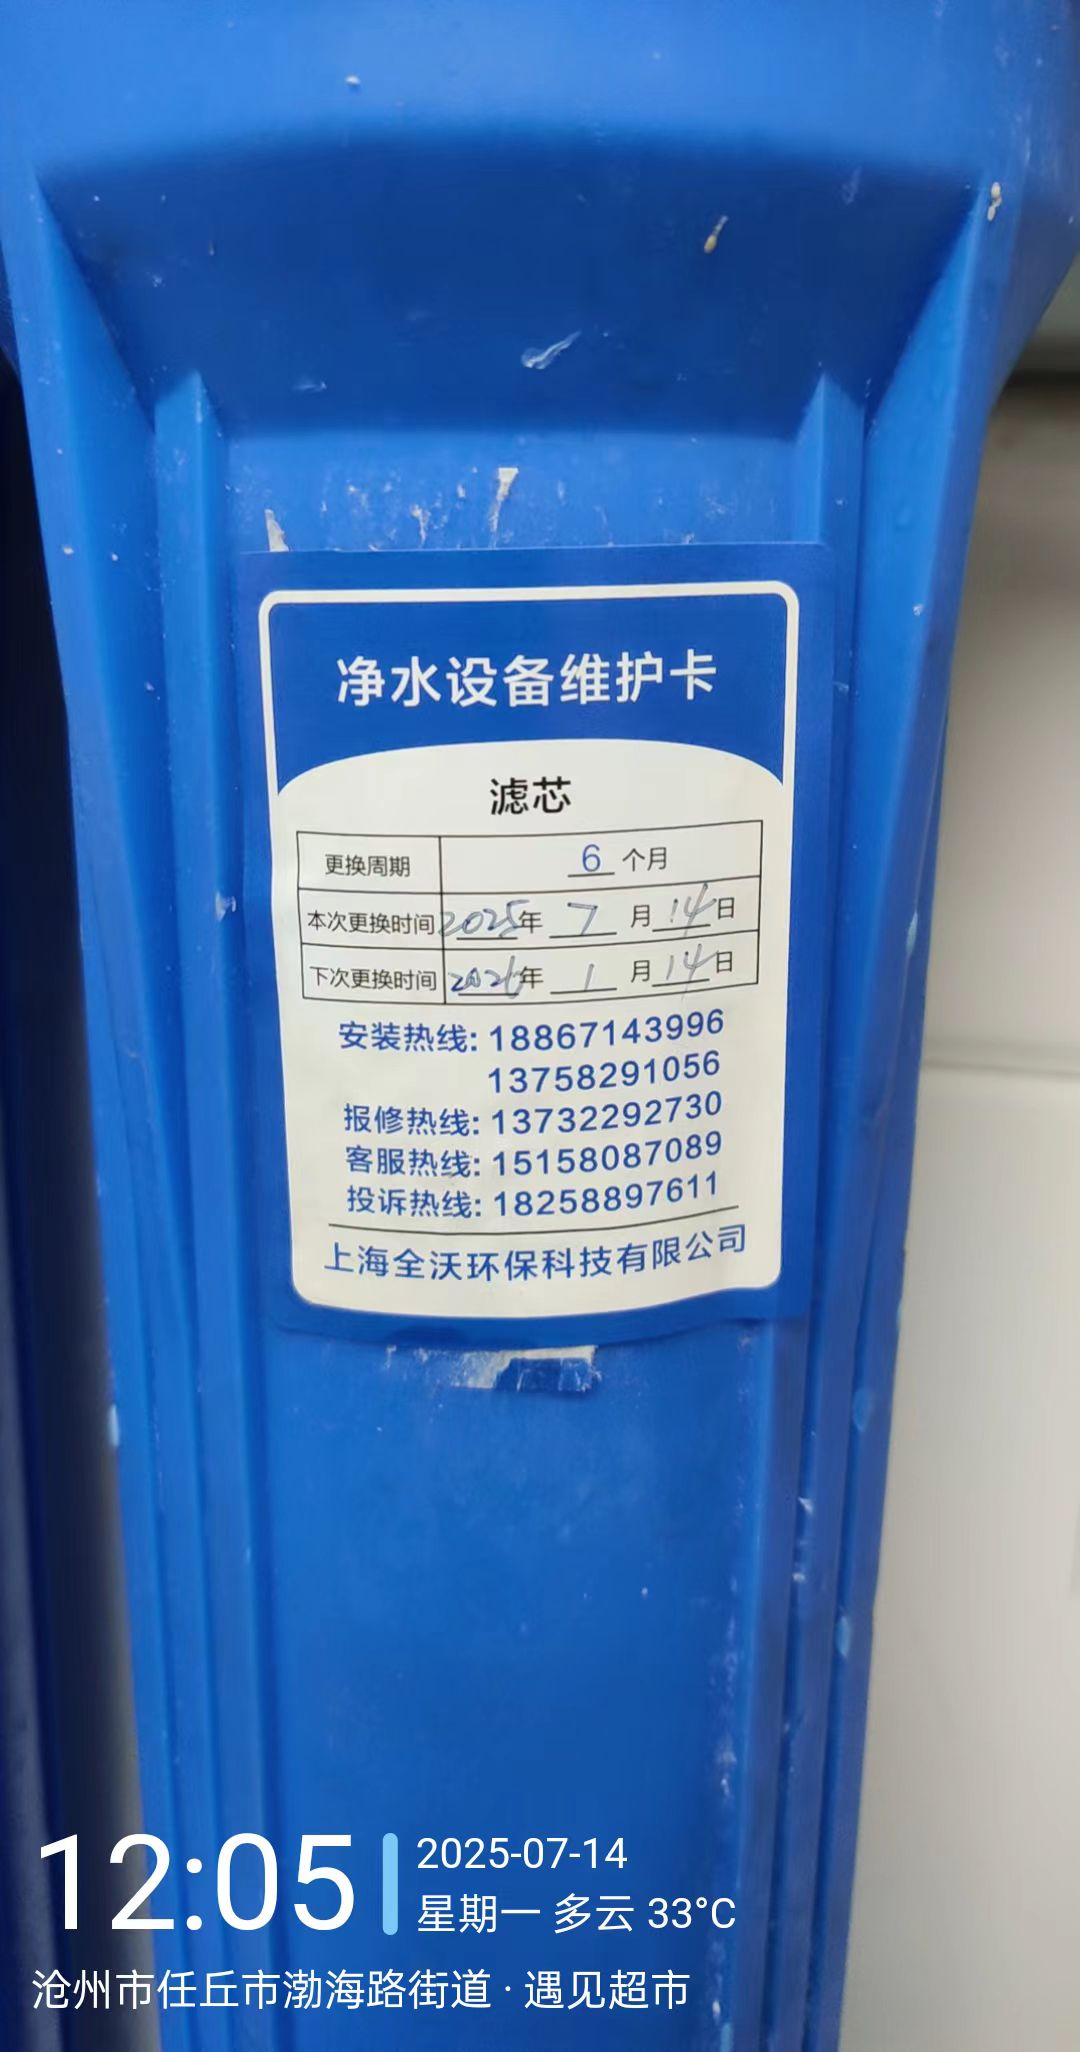 净水设备维护卡
滤芯
更换周期 6 个月
本次更换时间 2025年 7 月 14 日
下次更换时间 2026年 1 月 14 日
安装热线: 18867143996
13758291056
报修热线: 13732292730
客服热线: 15158087089
投诉热线: 18258897611
上海全沃环保科技有限公司
12:05
2025-07-14
星期一 多云 33°C
沧州市任丘市渤海路街道·遇见超市